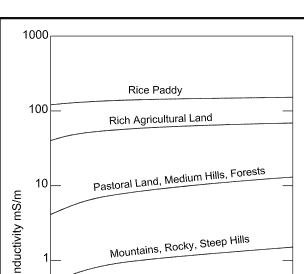 1000
Rice Paddy
100
Rich Agricultural Land
Pastoral Land, Medium Hills, Forests
10
Mountains, Rocky, Steep Hills
1
mS/m